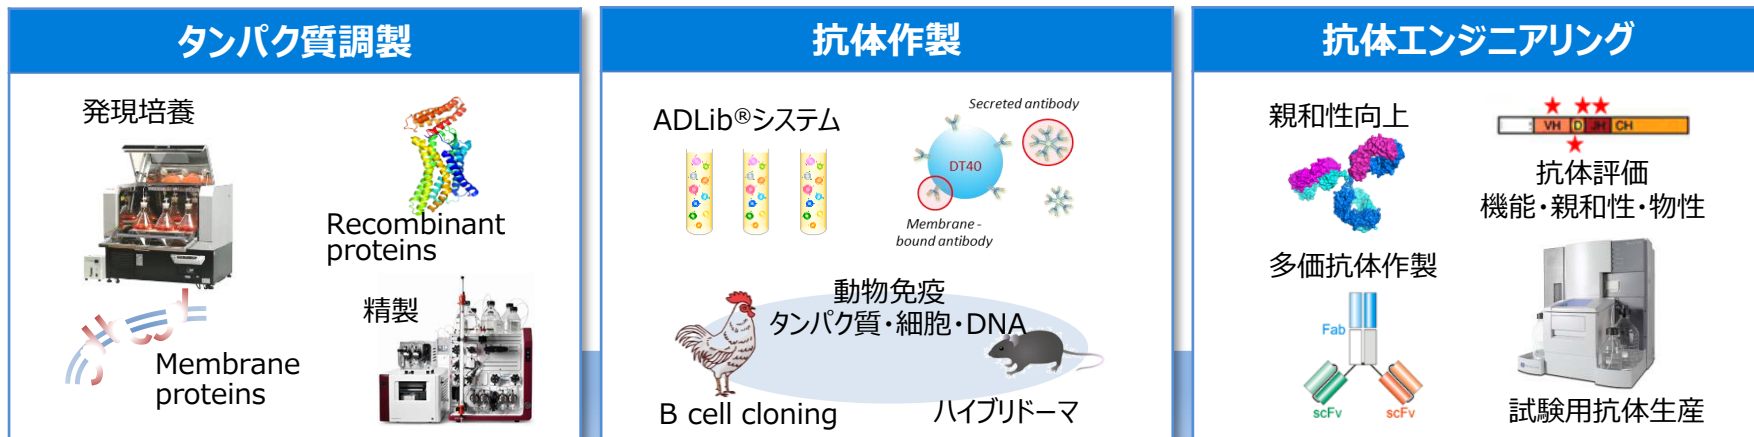 タンパク質調製
発現培養
Recombinant
proteins
精製
Membrane
proteins
抗体作製
ADLib®システム
Secreted antibody
DT40
Membrane -
bound antibody
動物免疫
タンパク質・細胞・DNA
B cell cloning
ハイブリドーマ
抗体エンジニアリング
親和性向上
VH D JH CH
抗体評価
機能・親和性・物性
多価抗体作製
Fab
scFv
scFv
試験用抗体生産